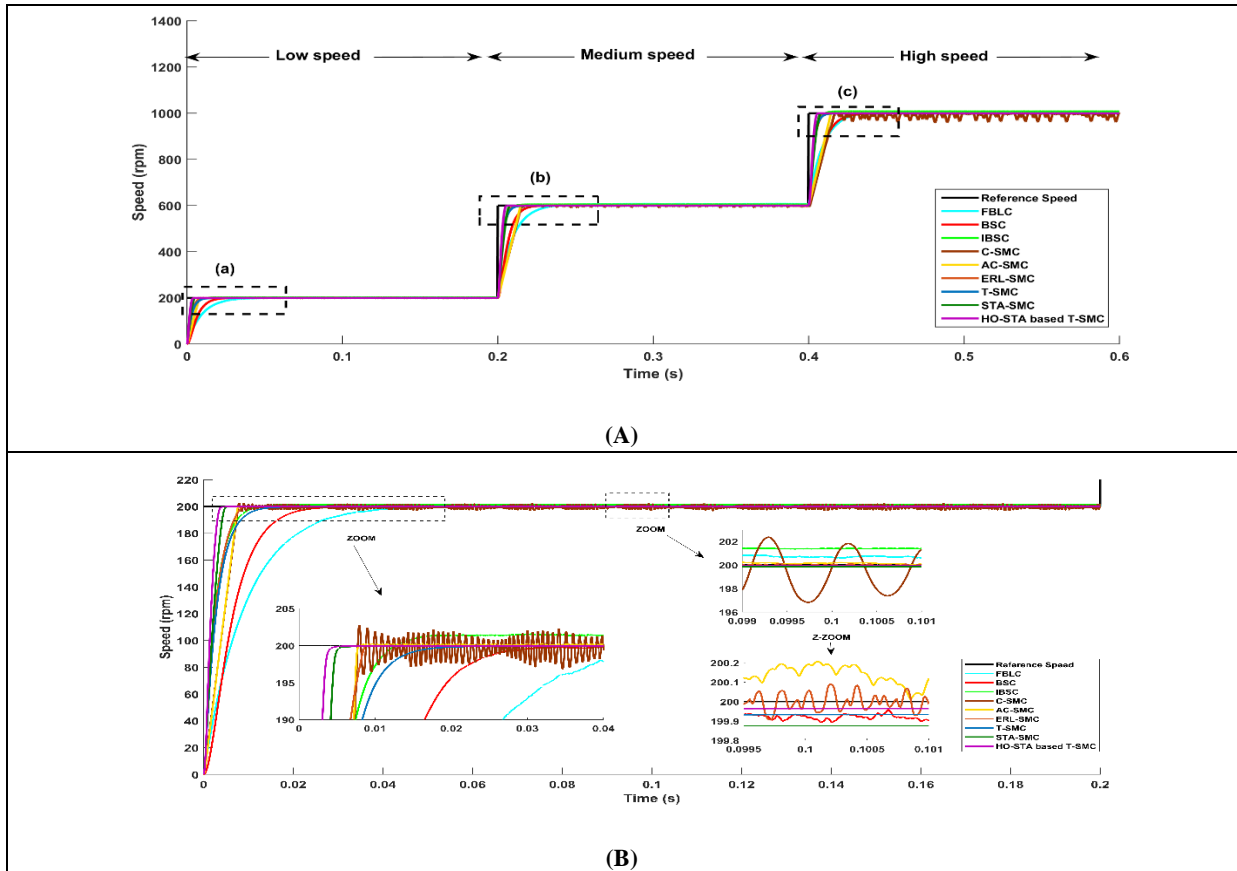 1400
1200
1000
800
600
400
200
0
Speed (rpm)
Low speed
Medium speed
High speed
(a)
(b)
(c)
Reference Speed
FBLC
BSC
IBSC
C-SMC
AC-SMC
ERL-SMC
T-SMC
STA-SMC
HO-STA based T-SMC
0 0.1 0.2 0.3 0.4 0.5 0.6
Time (s)
(A)
220
200
180
160
140
120
100
80
60
40
20
0
Speed (rpm)
ZOOM
ZOOM
205
200
195
190
0 0.01 0.02 0.03 0.04
202
200
198
196
0.099 0.0995 0.1 0.1005 0.101
Z-ZOOM
200.2
200.1
200
199.9
199.8
0.0995 0.1 0.1005 0.101
Reference Speed
FBLC
BSC
IBSC
C-SMC
AC-SMC
ERL-SMC
T-SMC
STA-SMC
HO-STA based T-SMC
0 0.02 0.04 0.06 0.08 0.1 0.12 0.14 0.16 0.18 0.2
Time (s)
(B)